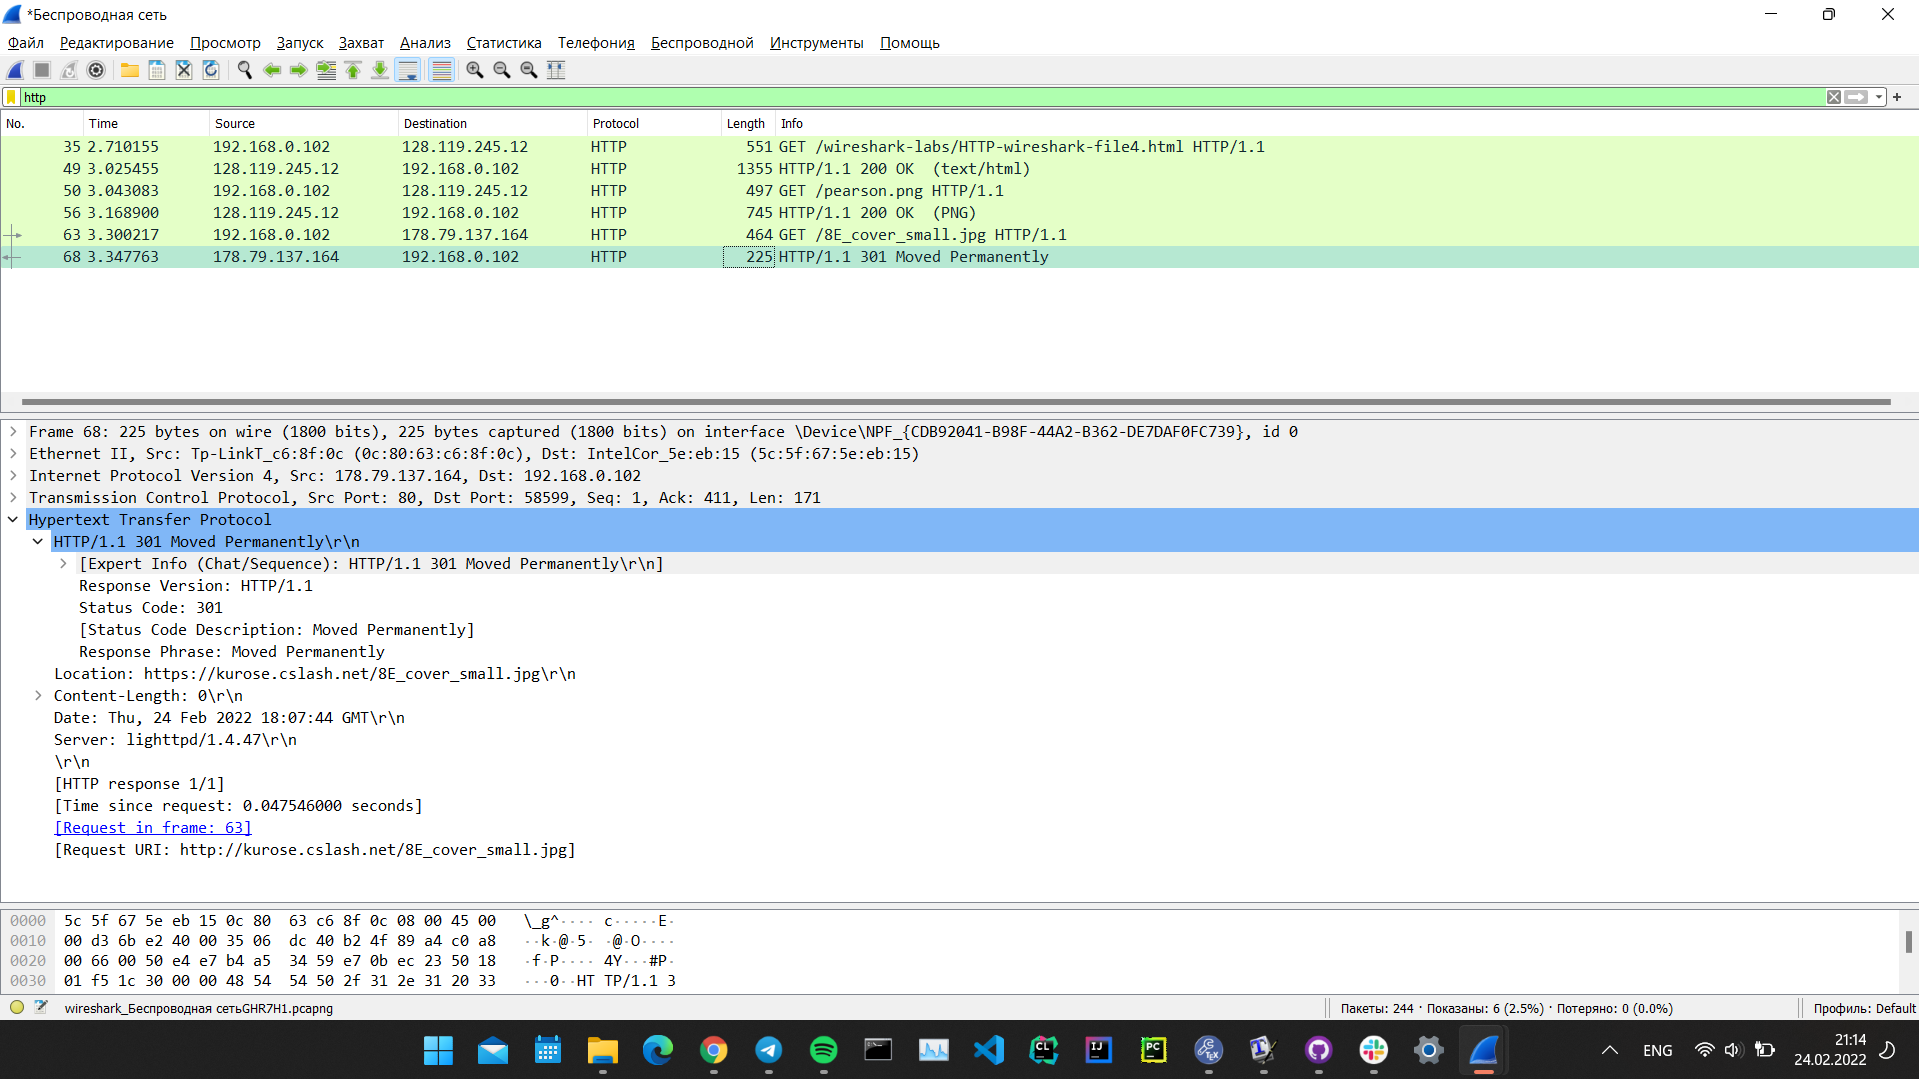 *Беспроводная сеть
Файл Редактирование Просмотр Запуск Захват Анализ Статистика Телефония Беспроводной Инструменты Помощь
http
No. Time Source Destination Protocol Length Info
35 2.710155 192.168.0.102 128.119.245.12 HTTP 551 GET /wireshark-labs/HTTP-wireshark-file4.html HTTP/1.1
49 3.025455 128.119.245.12 192.168.0.102 HTTP 1355 HTTP/1.1 200 OK (text/html)
50 3.043083 192.168.0.102 128.119.245.12 HTTP 497 GET /pearson.png HTTP/1.1
56 3.168900 128.119.245.12 192.168.0.102 HTTP 745 HTTP/1.1 200 OK (PNG)
63 3.300217 192.168.0.102 178.79.137.164 HTTP 464 GET /8E_cover_small.jpg HTTP/1.1
68 3.347763 178.79.137.164 192.168.0.102 HTTP 225 HTTP/1.1 301 Moved Permanently
Frame 68: 225 bytes on wire (1800 bits), 225 bytes captured (1800 bits) on interface \Device\NPF_{CDB92041-B98F-44A2-B362-DE7DAF0FC739}, id 0
Ethernet II, Src: Tp-LinkT_c6:8f:0c (0c:80:63:c6:8f:0c), Dst: IntelCor_5e:eb:15 (5c:5f:67:5e:eb:15)
Internet Protocol Version 4, Src: 178.79.137.164, Dst: 192.168.0.102
Transmission Control Protocol, Src Port: 80, Dst Port: 58599, Seq: 1, Ack: 411, Len: 171
Hypertext Transfer Protocol
HTTP/1.1 301 Moved Permanently\r\n
[Expert Info (Chat/Sequence): HTTP/1.1 301 Moved Permanently\r\n]
Response Version: HTTP/1.1
Status Code: 301
[Status Code Description: Moved Permanently]
Response Phrase: Moved Permanently
Location: https://kurose.cslash.net/8E_cover_small.jpg\r\n
Content-Length: 0\r\n
Date: Thu, 24 Feb 2022 18:07:44 GMT\r\n
Server: lighttpd/1.4.47\r\n
\r\n
[HTTP response 1/1]
[Time since request: 0.047546000 seconds]
[Request in frame: 63]
[Request URI: http://kurose.cslash.net/8E_cover_small.jpg]
0000 5c 5f 67 5e eb 15 0c 80 63 c6 8f 0c 08 00 45 00 \_g^···· c·····E·
0010 00 d3 6b e2 40 00 35 06 dc 40 b2 4f 89 a4 c0 a8 ··k·@·5· ·@·O····
0020 00 66 00 50 e4 e7 b4 a5 34 59 e7 0b ec 23 50 18 ·f·P···· 4Y···#P·
0030 01 f5 1c 30 00 00 48 54 54 50 2f 31 2e 31 20 33 ···0··HT TP/1.1 3
wireshark_Беспроводная сетьGHR7H1.pcapng
Пакеты: 244 · Показаны: 6 (2.5%) · Потеряно: 0 (0.0%)
Профиль: Default
CL
IJ
PC
TEX
ENG
21:14
24.02.2022